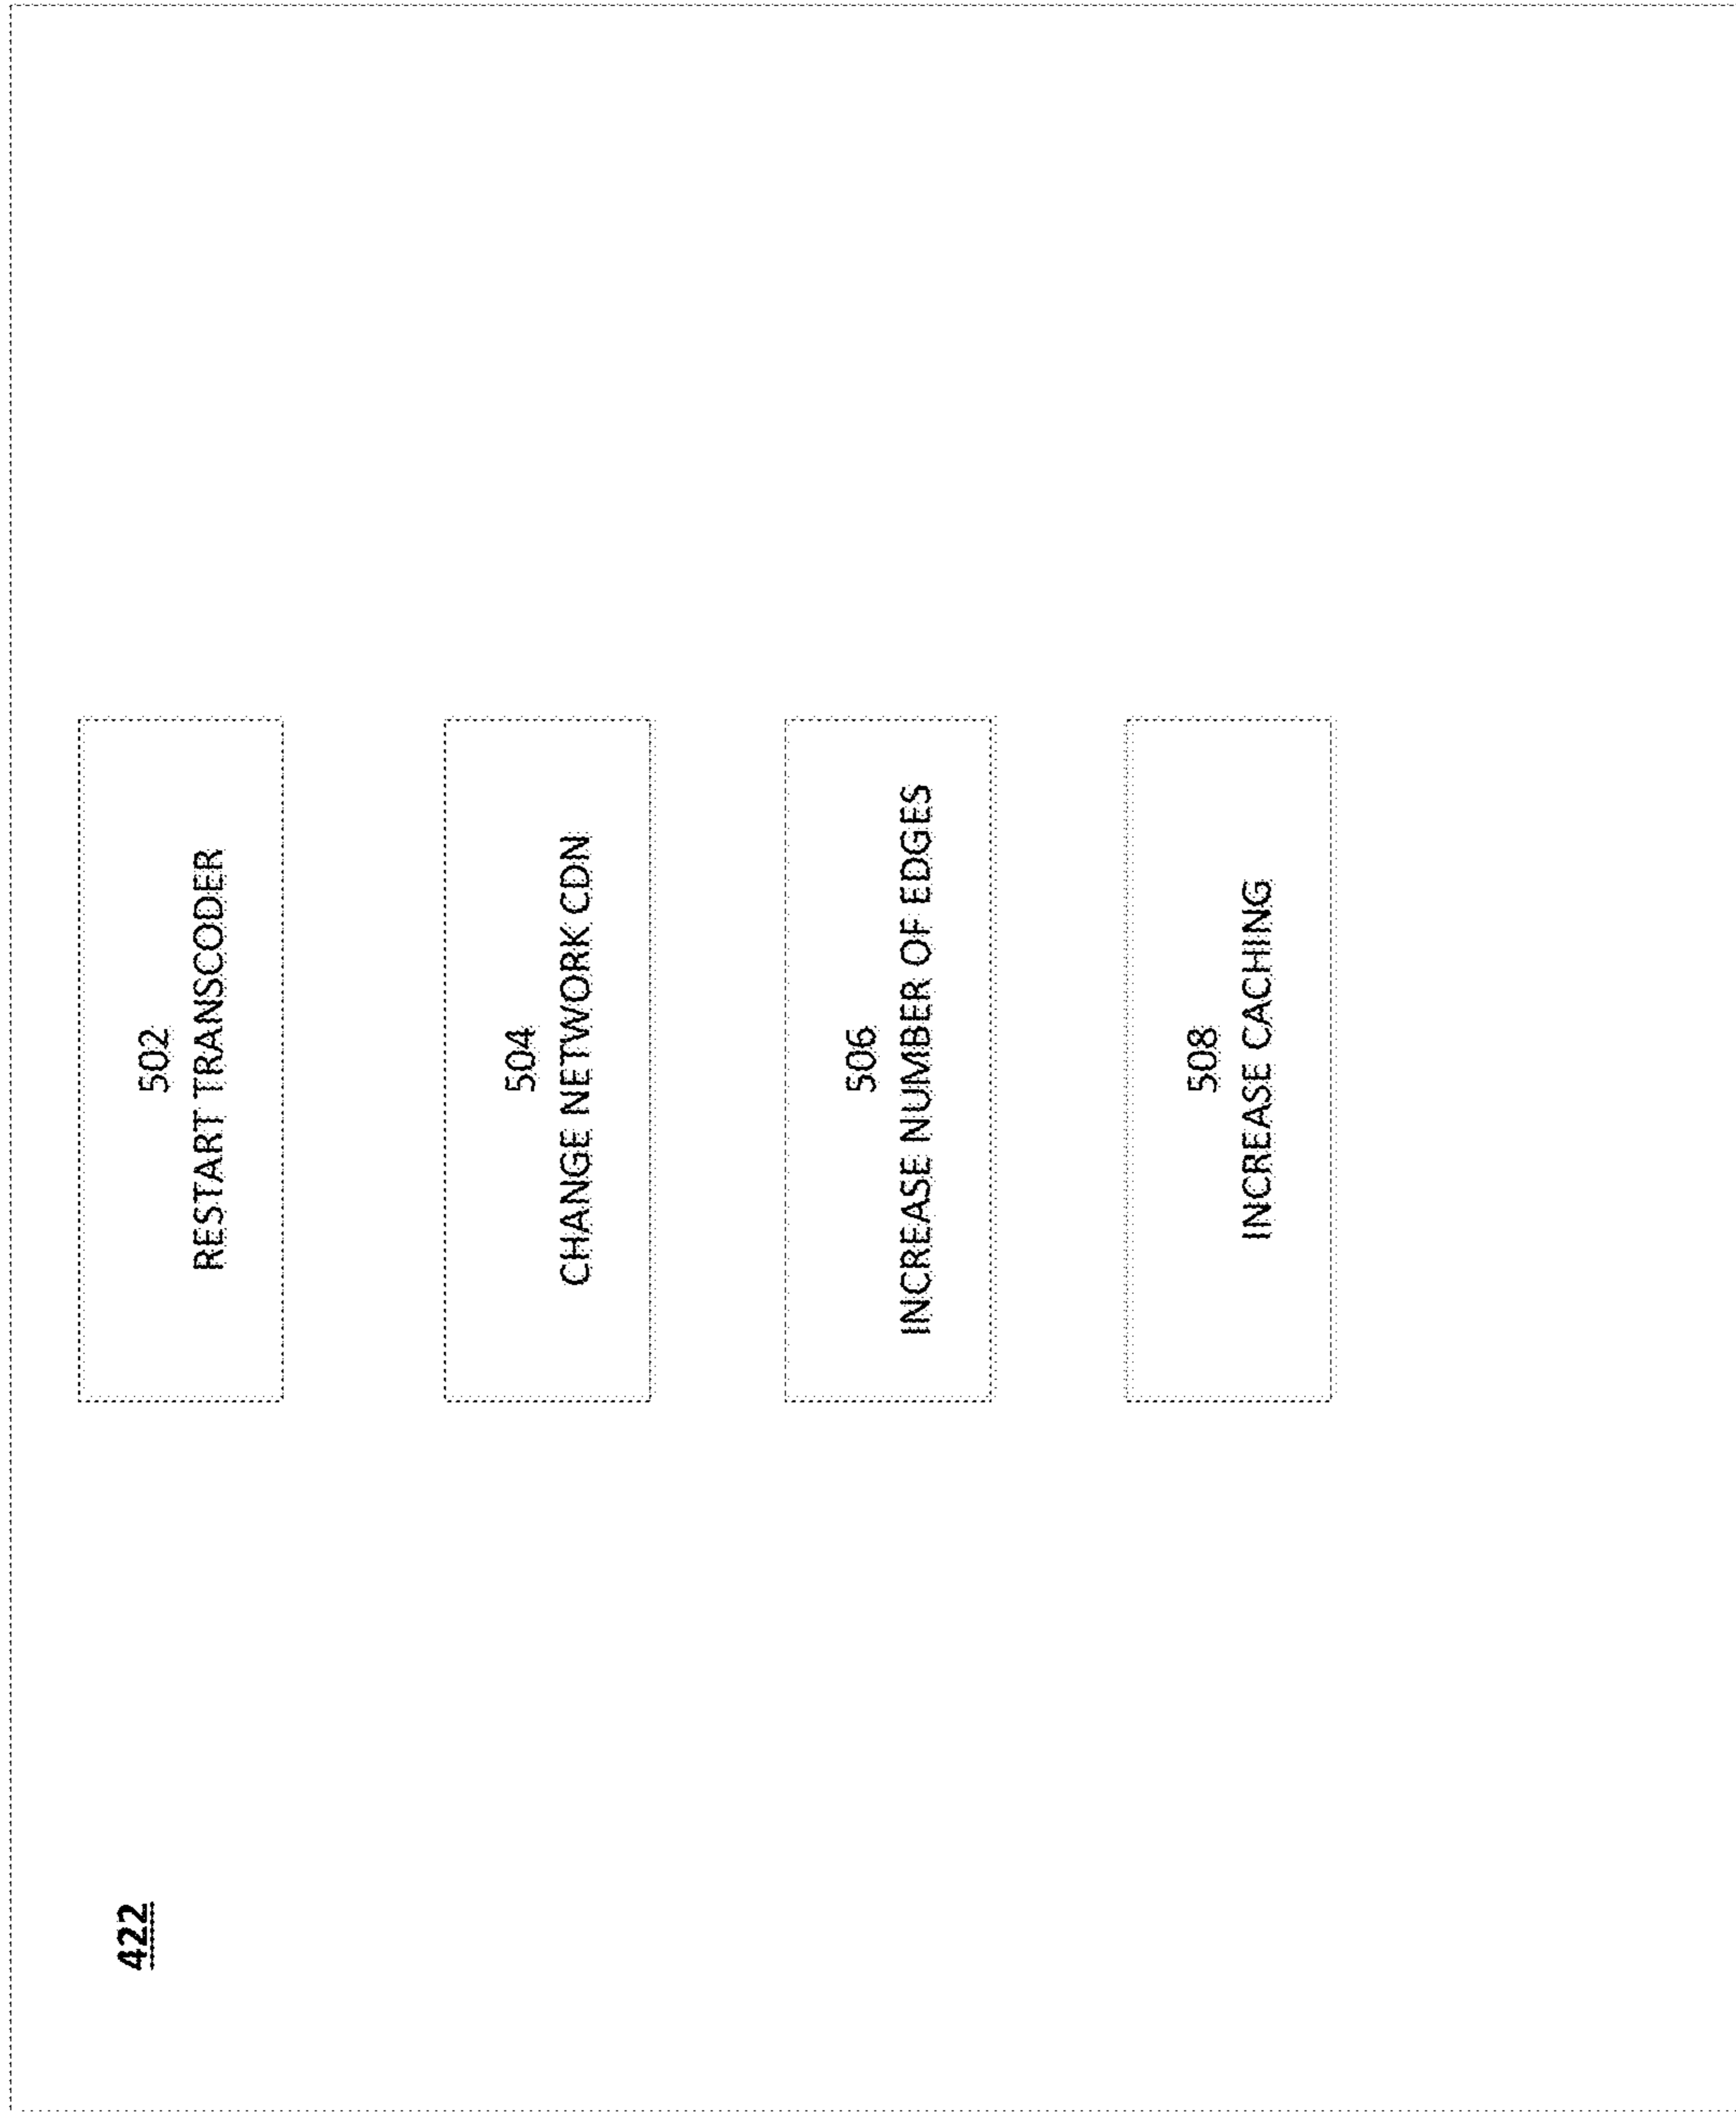 422
502
RESTART TRANSCODER
504
CHANGE NETWORK CDN
506
INCREASE NUMBER OF EDGES
508
INCREASE CACHING